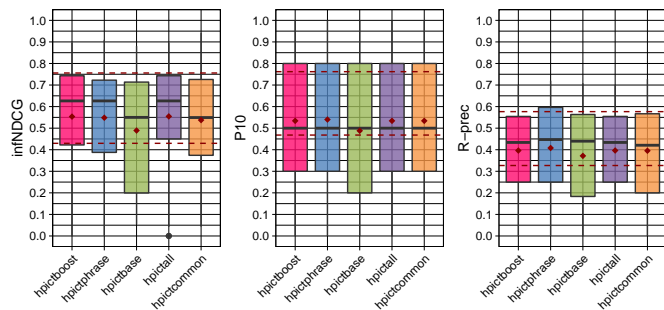 infNDCG
1.0
0.9
0.8
0.7
0.6
0.5
0.4
0.3
0.2
0.1
0.0
hpictboost
hpictphrase
hpictbase
hpictall
hpictcommon
P10
1.0
0.9
0.8
0.7
0.6
0.5
0.4
0.3
0.2
0.1
0.0
hpictboost
hpictphrase
hpictbase
hpictall
hpictcommon
R−prec
1.0
0.9
0.8
0.7
0.6
0.5
0.4
0.3
0.2
0.1
0.0
hpictboost
hpictphrase
hpictbase
hpictall
hpictcommon